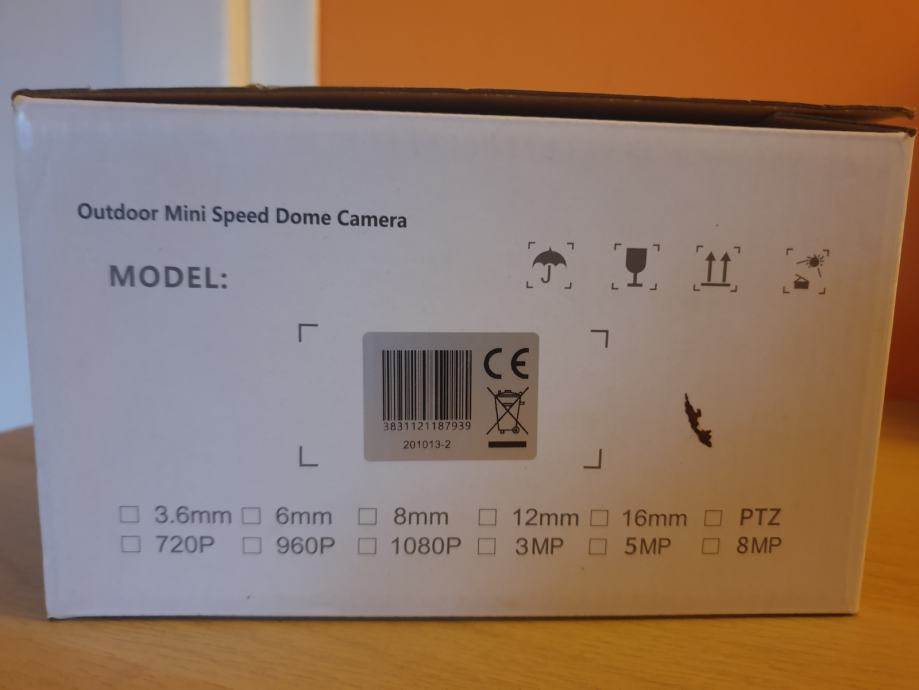 Outdoor Mini Speed Dome Camera
MODEL:
CE
3831121187939
201013-2
☐ 3.6mm ☐ 6mm ☐ 8mm ☐ 12mm ☐ 16mm ☐ PTZ
☐ 720P ☐ 960P ☐ 1080P ☐ 3MP ☐ 5MP ☐ 8MP